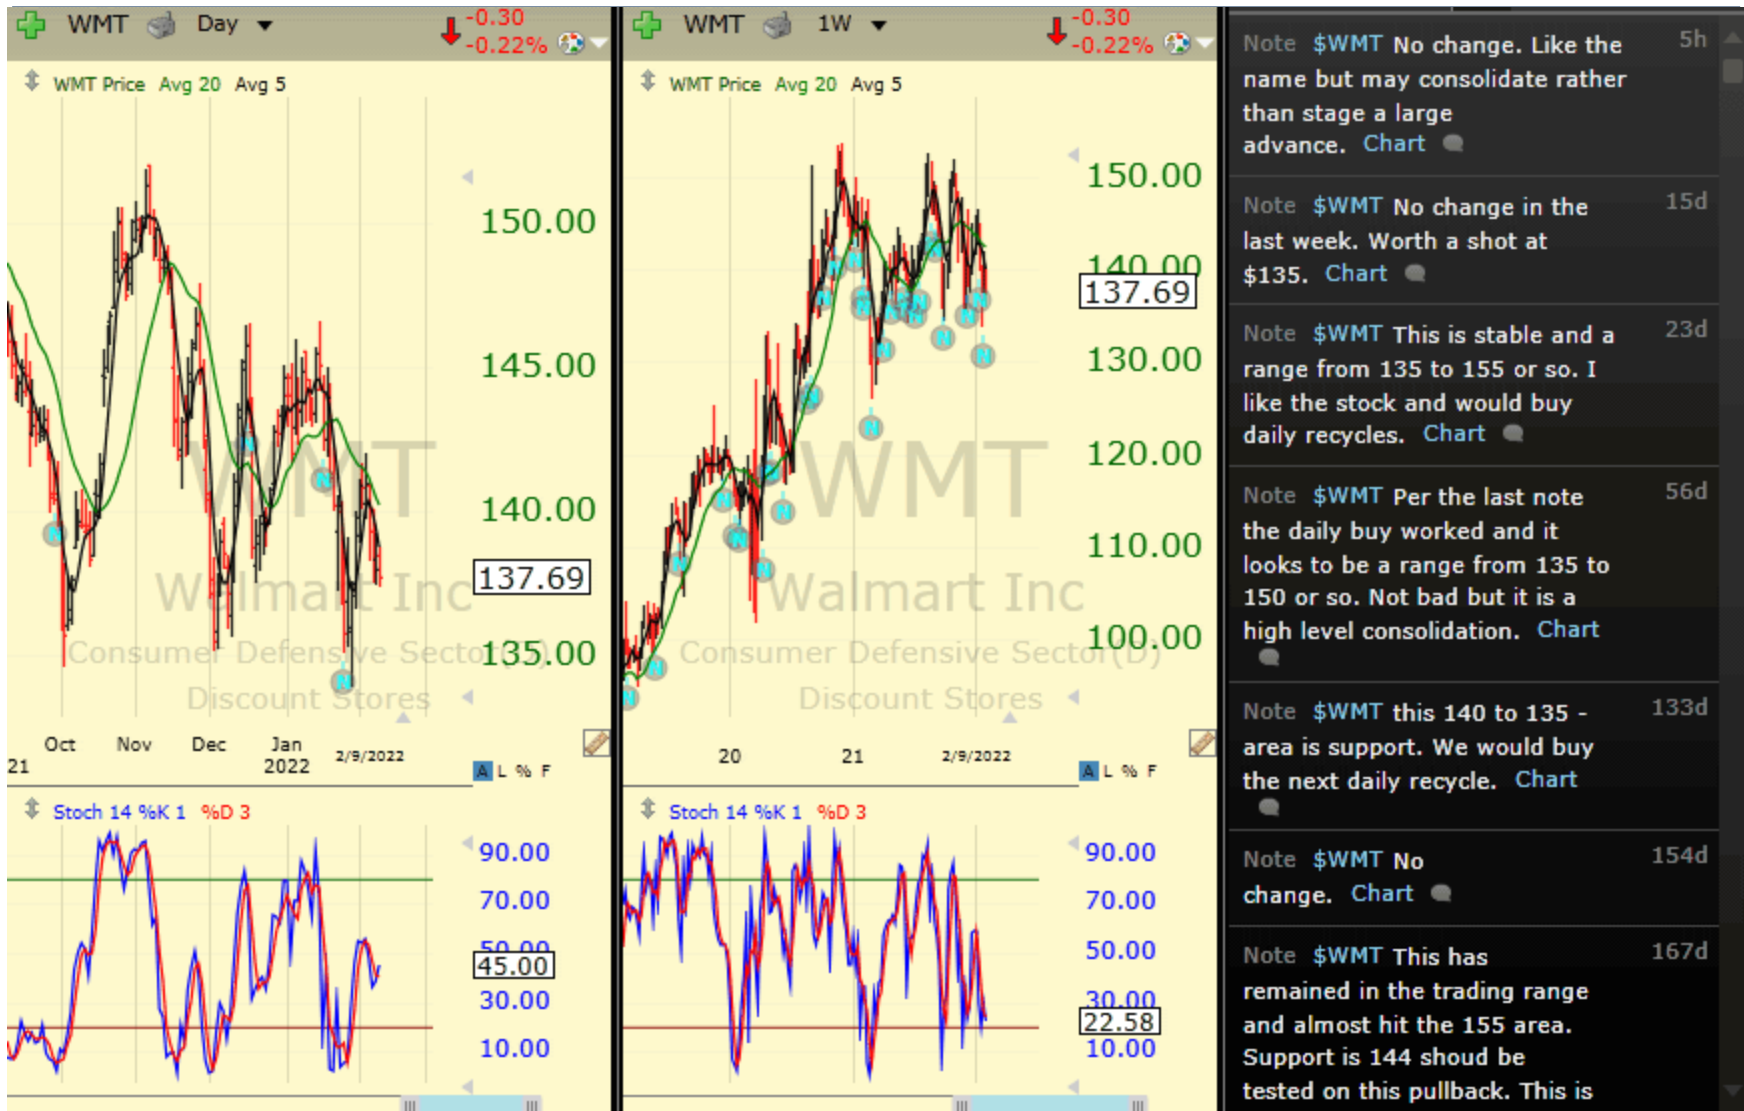 WMT Day
-0.30
-0.22%
WMT Price Avg 20 Avg 5
150.00
145.00
140.00
137.69
135.00
WMT
Walmart Inc
Consumer Defensive Sector(D)
Discount Stores
Oct Nov Dec Jan 2/9/2022
21 2022
A L % F
Stoch 14 %K 1 %D 3
90.00
70.00
50.00
45.00
30.00
10.00
WMT 1W
-0.30
-0.22%
WMT Price Avg 20 Avg 5
150.00
140.00
137.69
130.00
120.00
110.00
100.00
WMT
Walmart Inc
Consumer Defensive Sector(D)
Discount Stores
20 21 2/9/2022
A L % F
Stoch 14 %K 1 %D 3
90.00
70.00
50.00
30.00
22.58
10.00
Note $WMT No change. Like the 5h
name but may consolidate rather
than stage a large
advance. Chart
Note $WMT No change in the 15d
last week. Worth a shot at
$135. Chart
Note $WMT This is stable and a 23d
range from 135 to 155 or so. I
like the stock and would buy
daily recycles. Chart
Note $WMT Per the last note 56d
the daily buy worked and it
looks to be a range from 135 to
150 or so. Not bad but it is a
high level consolidation. Chart
Note $WMT this 140 to 135 - 133d
area is support. We would buy
the next daily recycle. Chart
Note $WMT No 154d
change. Chart
Note $WMT This has 167d
remained in the trading range
and almost hit the 155 area.
Support is 144 shoud be
tested on this pullback. This is